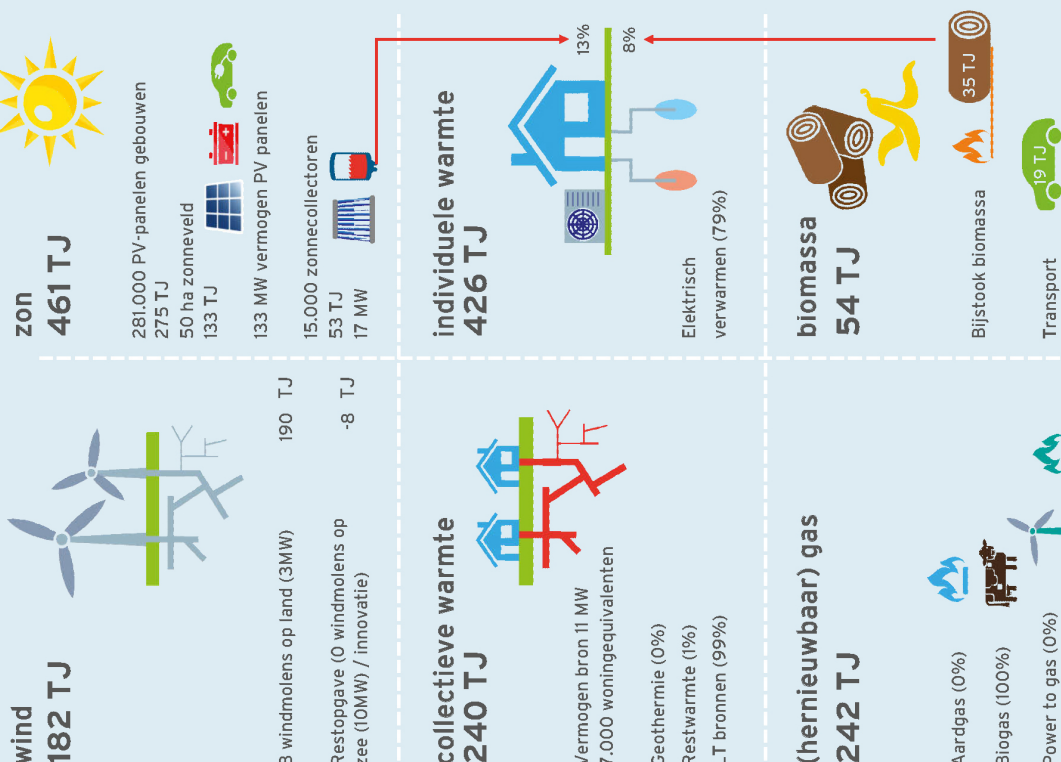 wind
182 TJ
8 windmolens op land (3MW) 190 TJ
Restopgave (0 windmolens op -8 TJ
zee (10MW) / innovatie)
zon
461 TJ
281.000 PV-panelen gebouwen
275 TJ
50 ha zonneveld
133 TJ
133 MW vermogen PV panelen
15.000 zonnecollectoren
53 TJ
17 MW
collectieve warmte
240 TJ
Vermogen bron 11 MW
7.000 woningequivalenten
Geothermie (0%)
Restwarmte (1%)
LT bronnen (99%)
individuele warmte
426 TJ
13%
8%
Elektrisch
verwarmen (79%)
(hernieuwbaar) gas
242 TJ
Aardgas (0%)
Biogas (100%)
Power to gas (0%)
biomassa
54 TJ
35 TJ
Bijstook biomassa
19 TJ
Transport